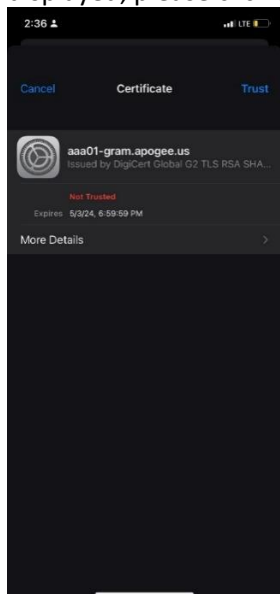 2:36
LTE
Cancel Certificate Trust
aaa01-gram.apogee.us
Issued by DigiCert Global G2 TLS RSA SHA...
Not Trusted
Expires 5/3/24, 6:59:59 PM
More Details